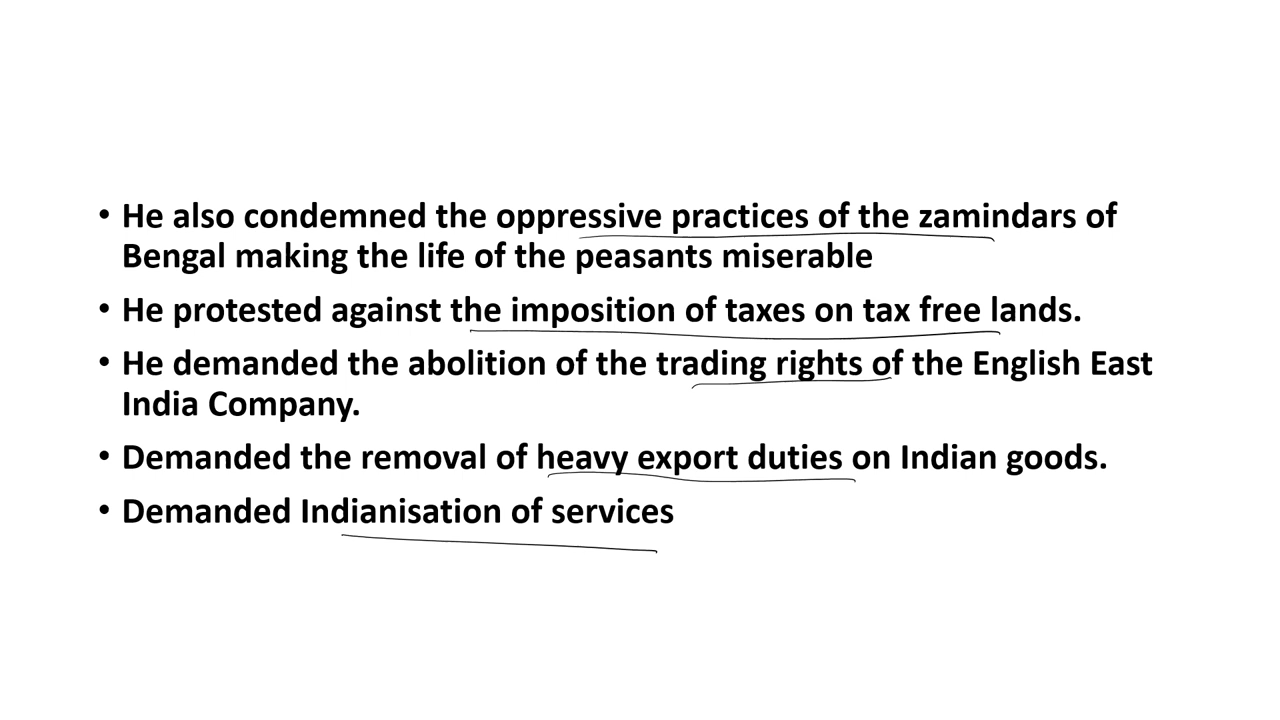 • He also condemned the oppressive practices of the zamindars of
Bengal making the life of the peasants miserable
• He protested against the imposition of taxes on tax free lands.
• He demanded the abolition of the trading rights of the English East
India Company.
• Demanded the removal of heavy export duties on Indian goods.
• Demanded Indianisation of services